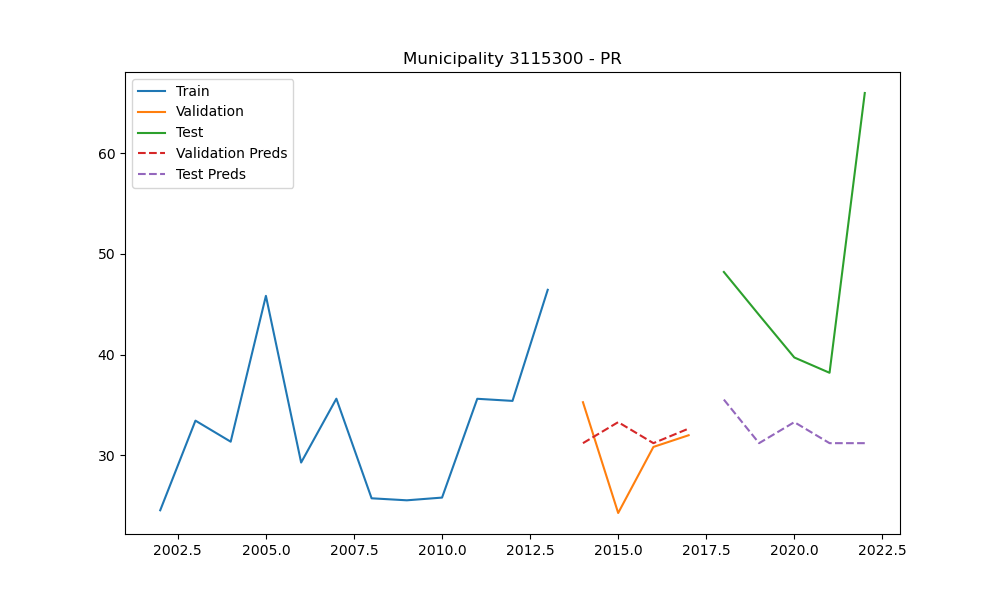 Municipality 3115300 - PR
Train
Validation
Test
Validation Preds
Test Preds
60
50
40
30
2002.5 2005.0 2007.5 2010.0 2012.5 2015.0 2017.5 2020.0 2022.5